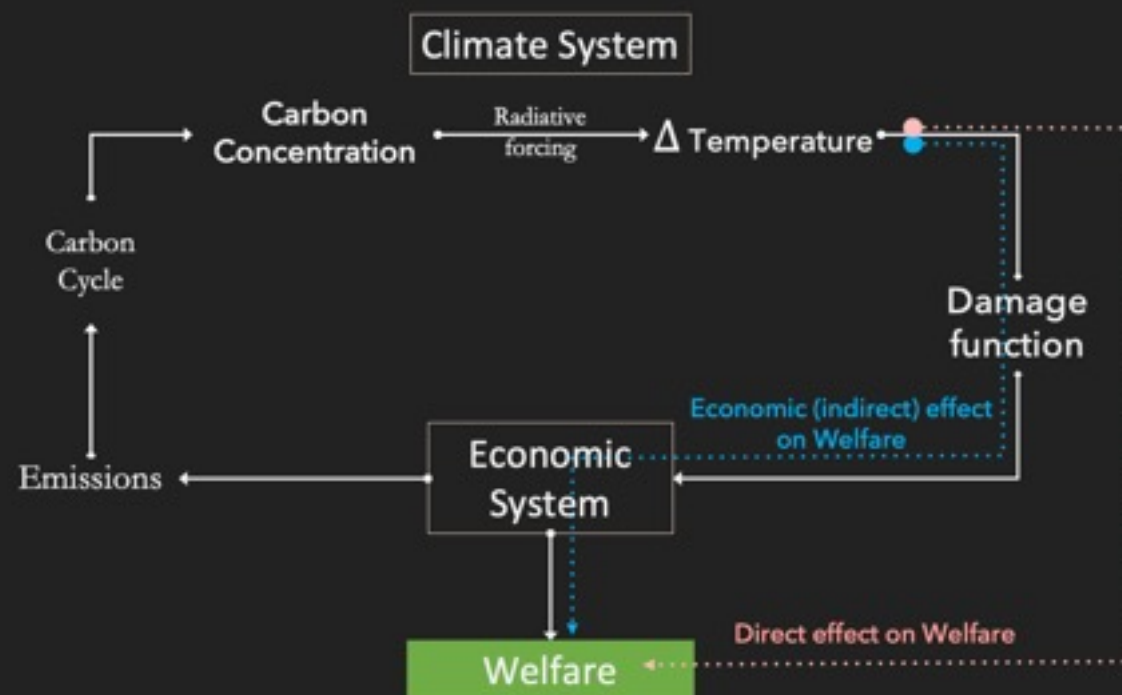 Climate System
Carbon
Concentration
Radiative
forcing
Δ Temperature
Carbon
Cycle
Damage
function
Economic (indirect) effect
on Welfare
Emissions
Economic
System
Direct effect on Welfare
Welfare